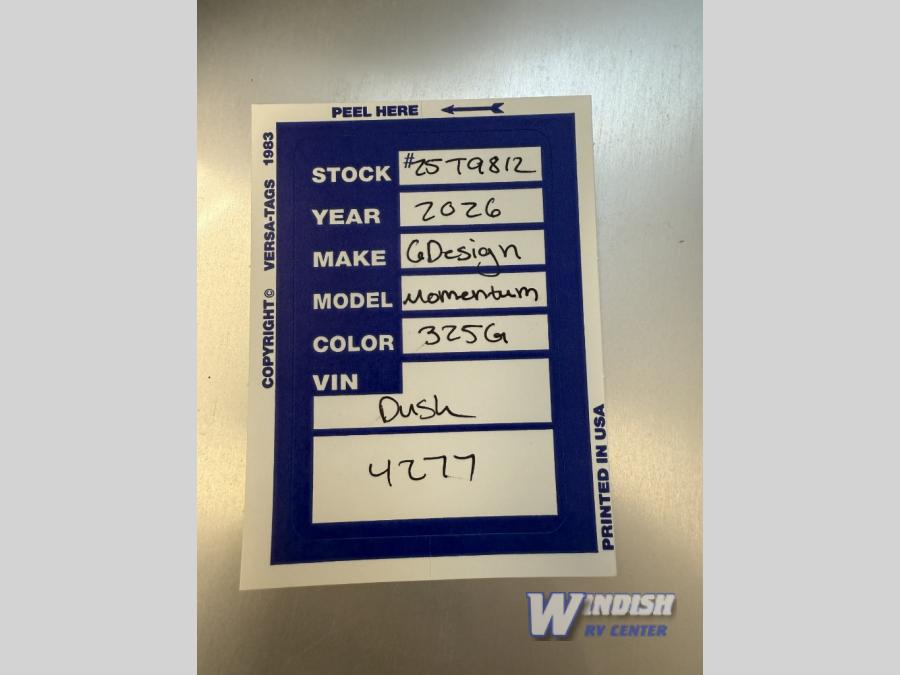 PEEL HERE
COPYRIGHT © VERSA-TAGS 1983
STOCK #25T9812
YEAR 2026
MAKE GDesign
MODEL Momentum
COLOR 325G
VIN
Dush
4277
PRINTED IN USA
WINDISH
RV CENTER